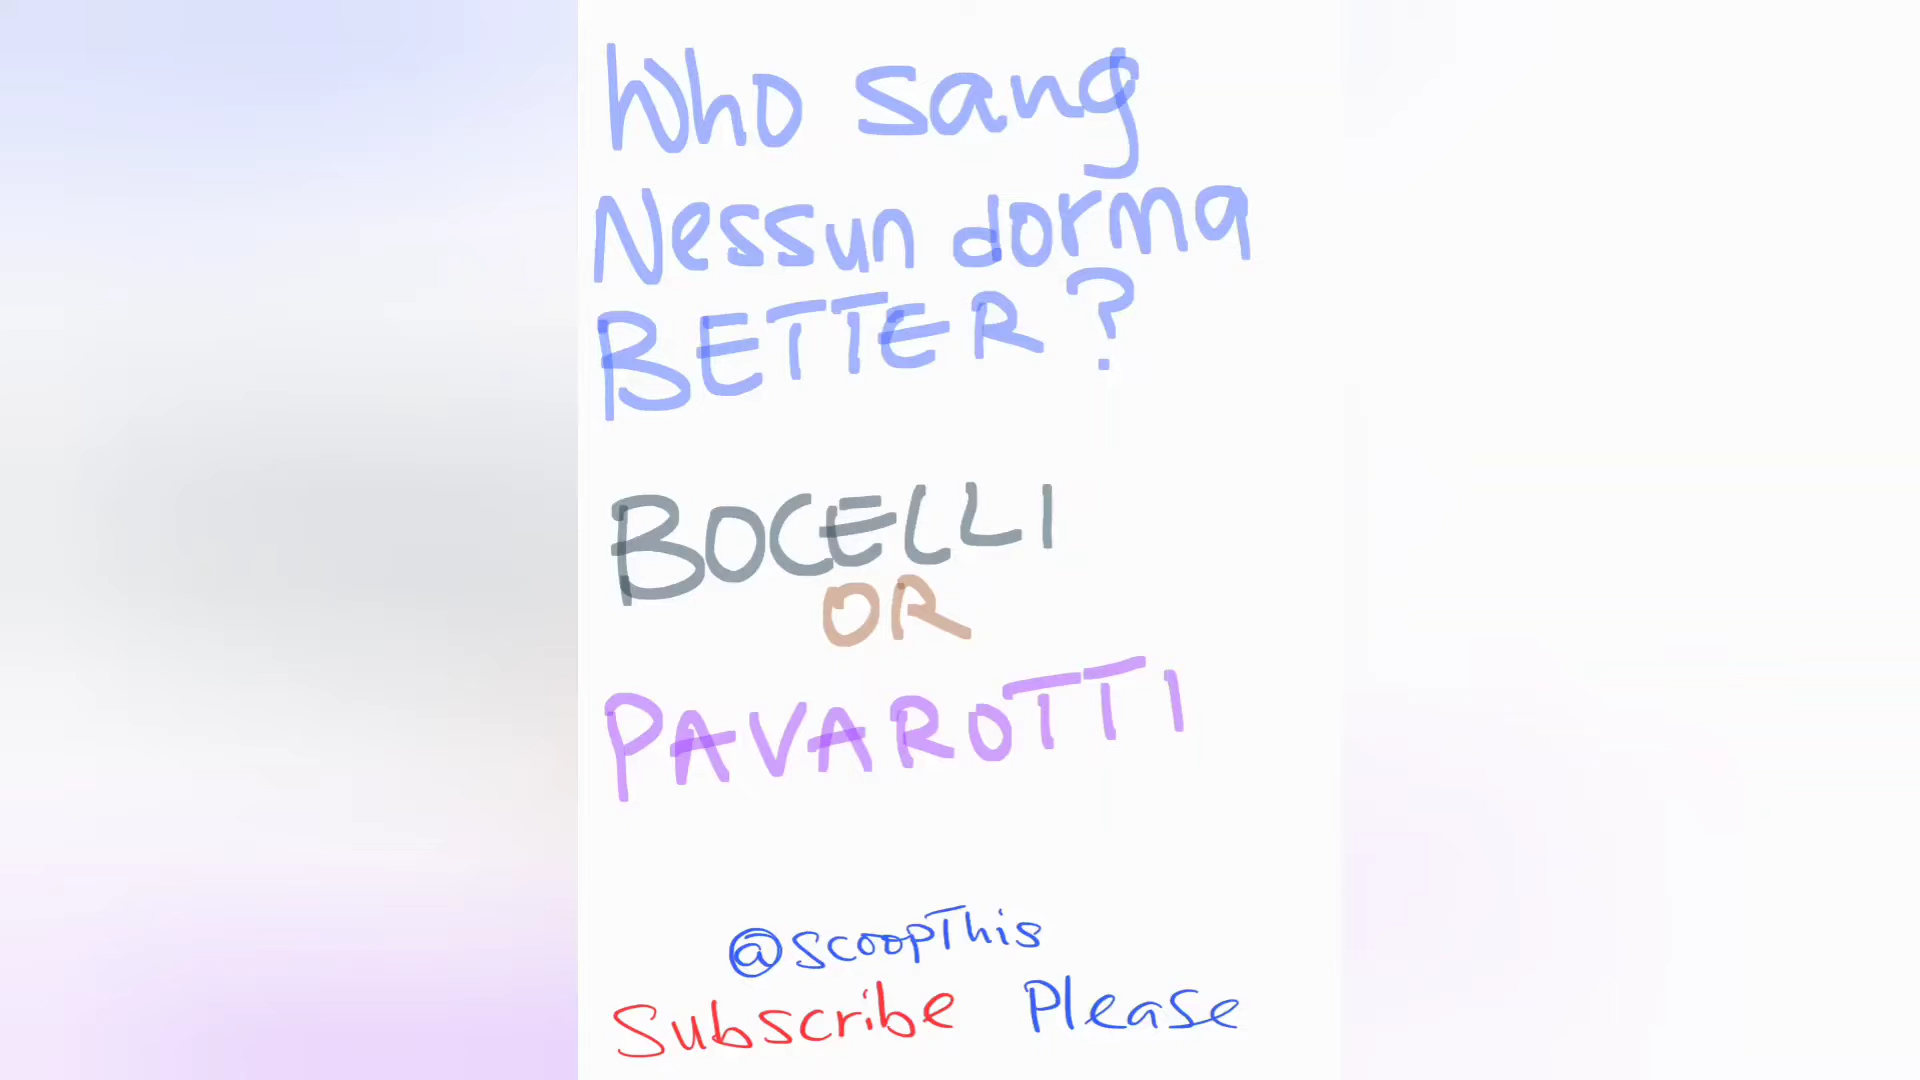 Who sang
Nessun dorma
BETTER?
BOCELLI
OR
PAVAROTTI
@scoopThis
Subscribe Please